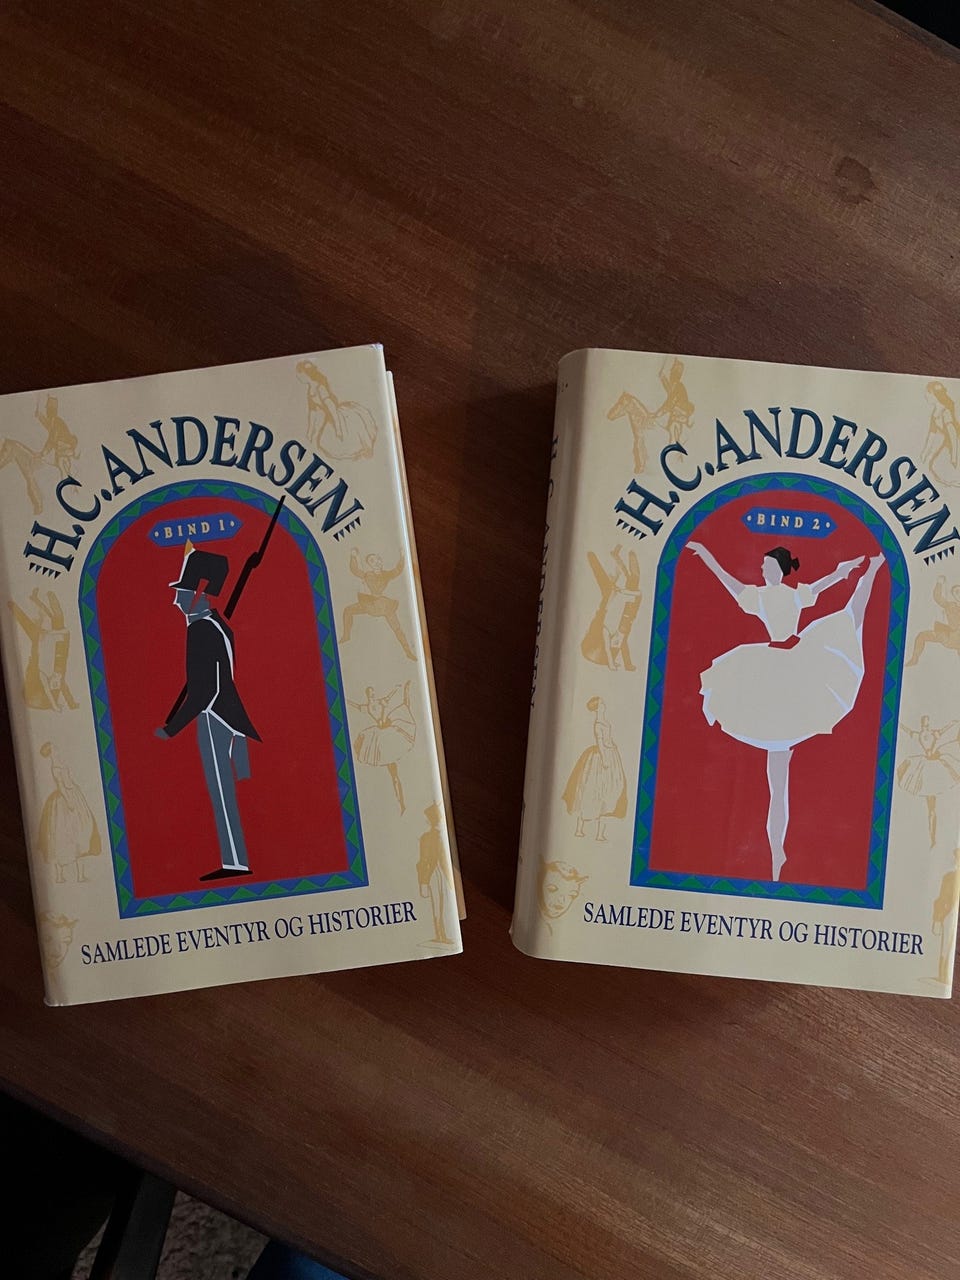 H.C.ANDERSEN
•BIND 1•
SAMLEDE EVENTYR OG HISTORIER
H.C. ANDERSEN
H.C.ANDERSEN
•BIND 2•
SAMLEDE EVENTYR OG HISTORIER